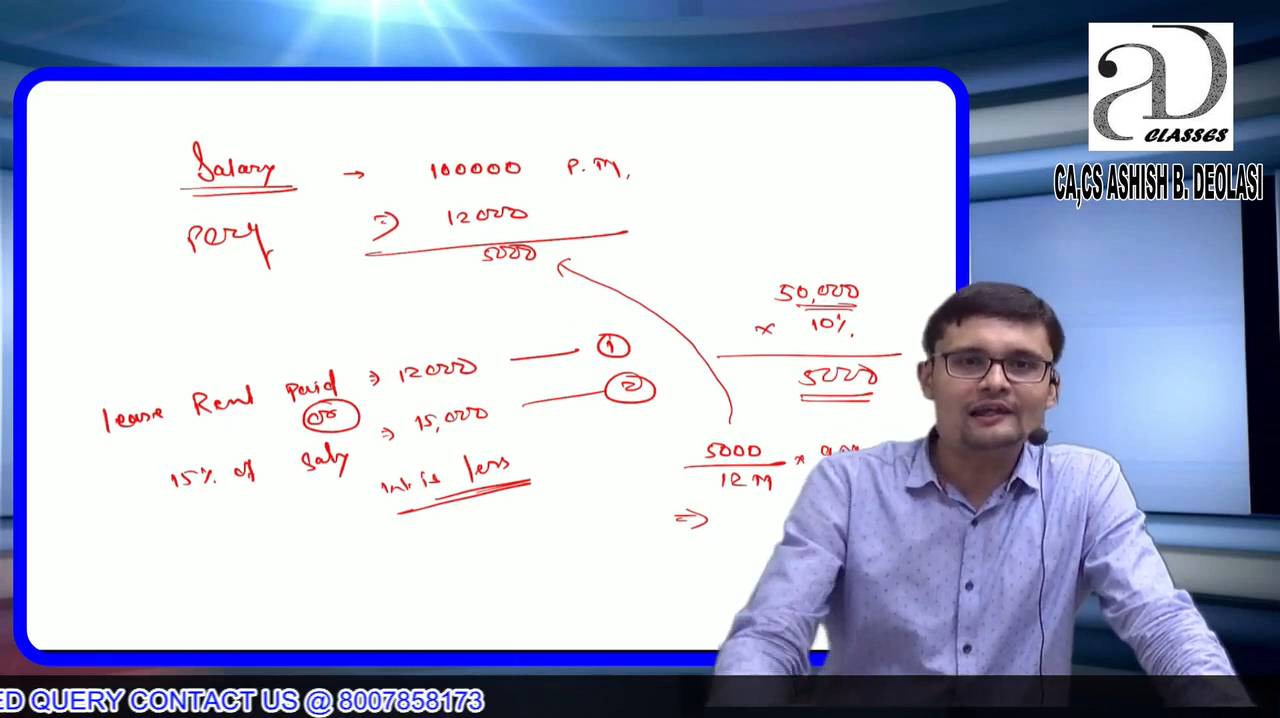 Salary → 100000 P.M.
Perq ⇒ 12000
5000
50,000
× 10%
5000
Lease Rent Paid ⇒ 12000 1
or
15% of Salary ⇒ 15,000 2
is less
5000
12 M ×
⇒
aD
CLASSES
CA,CS ASHISH B. DEOLASI
ED QUERY CONTACT US @ 8007858173